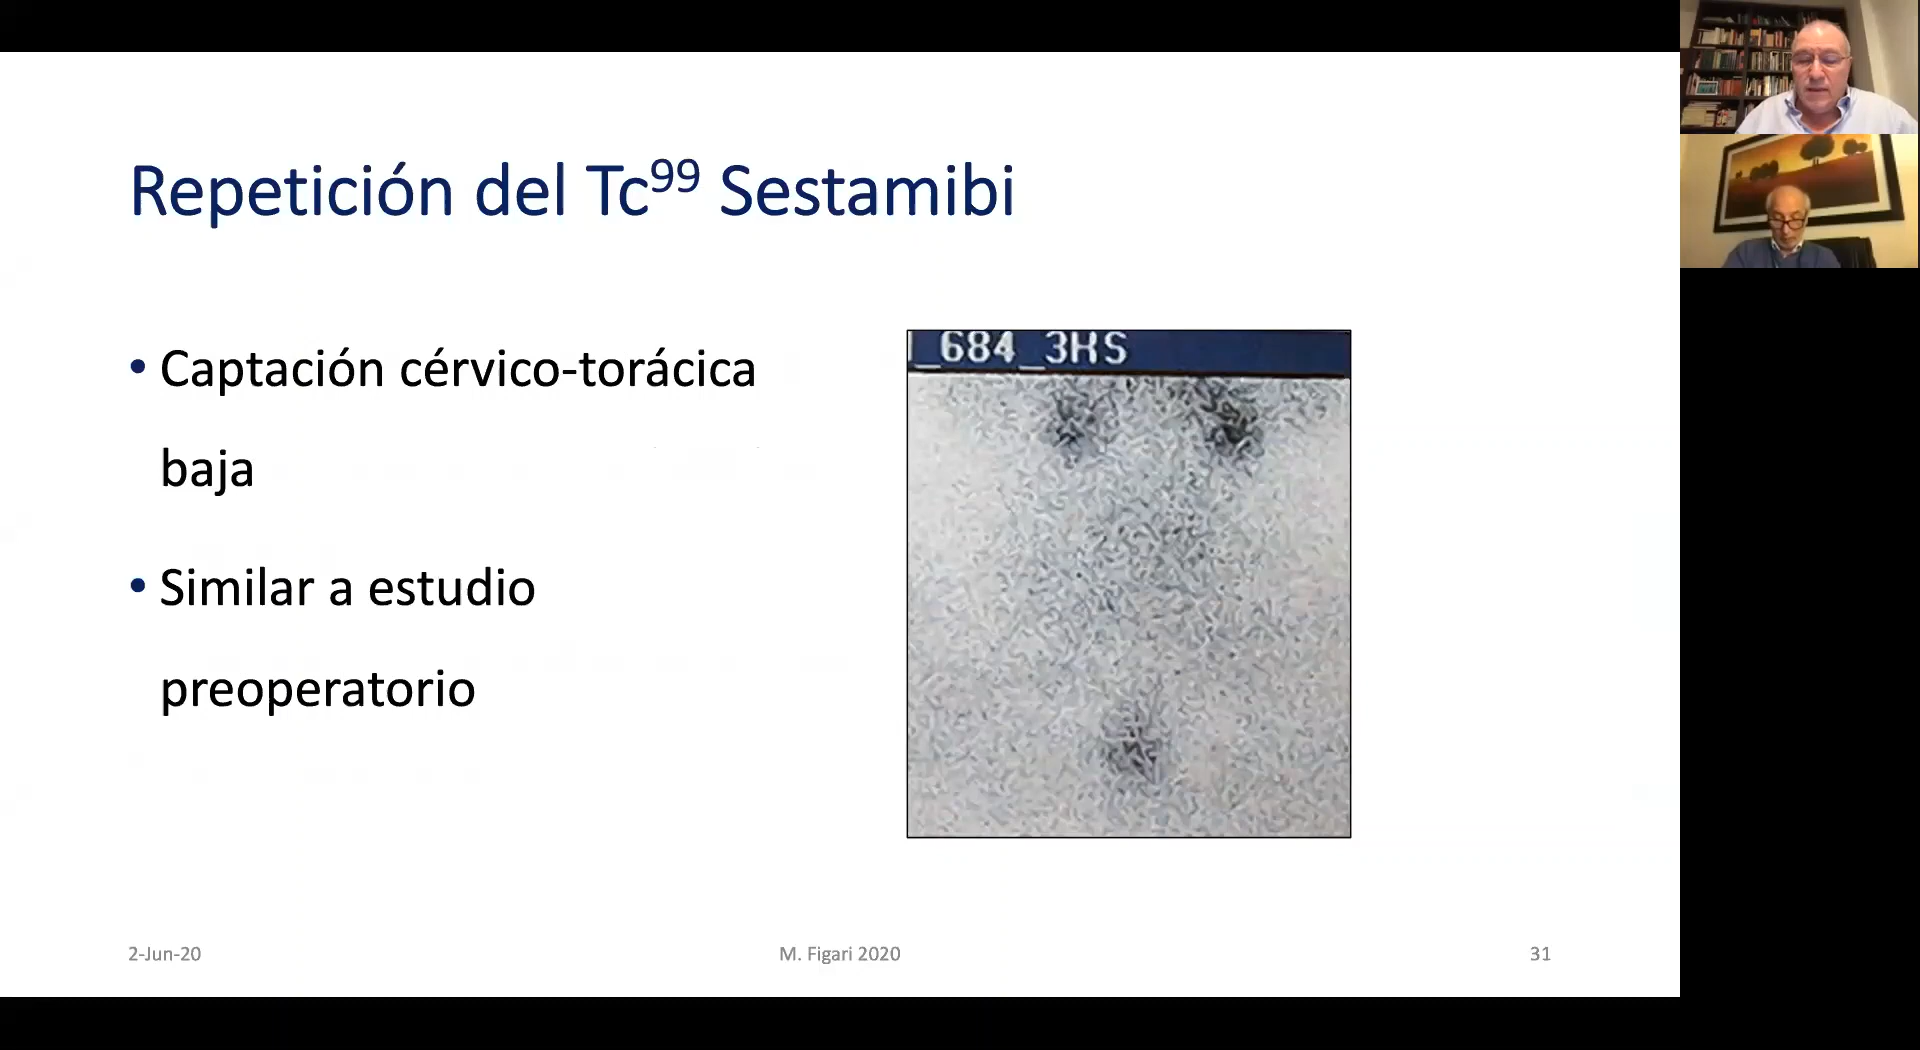 Repetición del Tc⁹⁹ Sestamibi
• Captación cérvico-torácica
baja
• Similar a estudio
preoperatorio
_684_3HS
2-Jun-20
M. Figari 2020
31